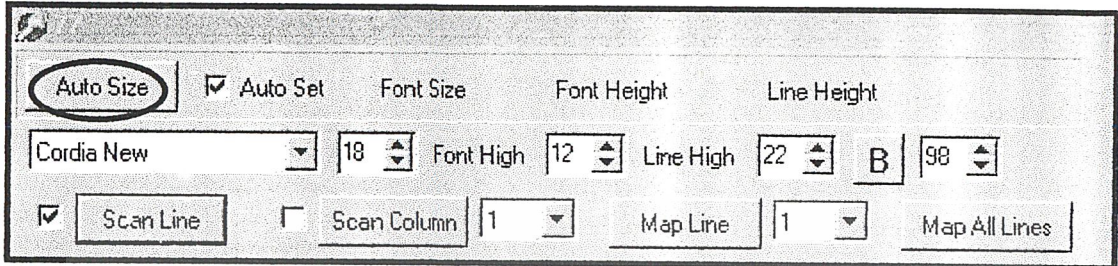 Auto Size Auto Set Font Size Font Height Line Height
Cordia New 18 Font High 12 Line High 22 B 98
Scan Line Scan Column 1 Map Line 1 Map All Lines